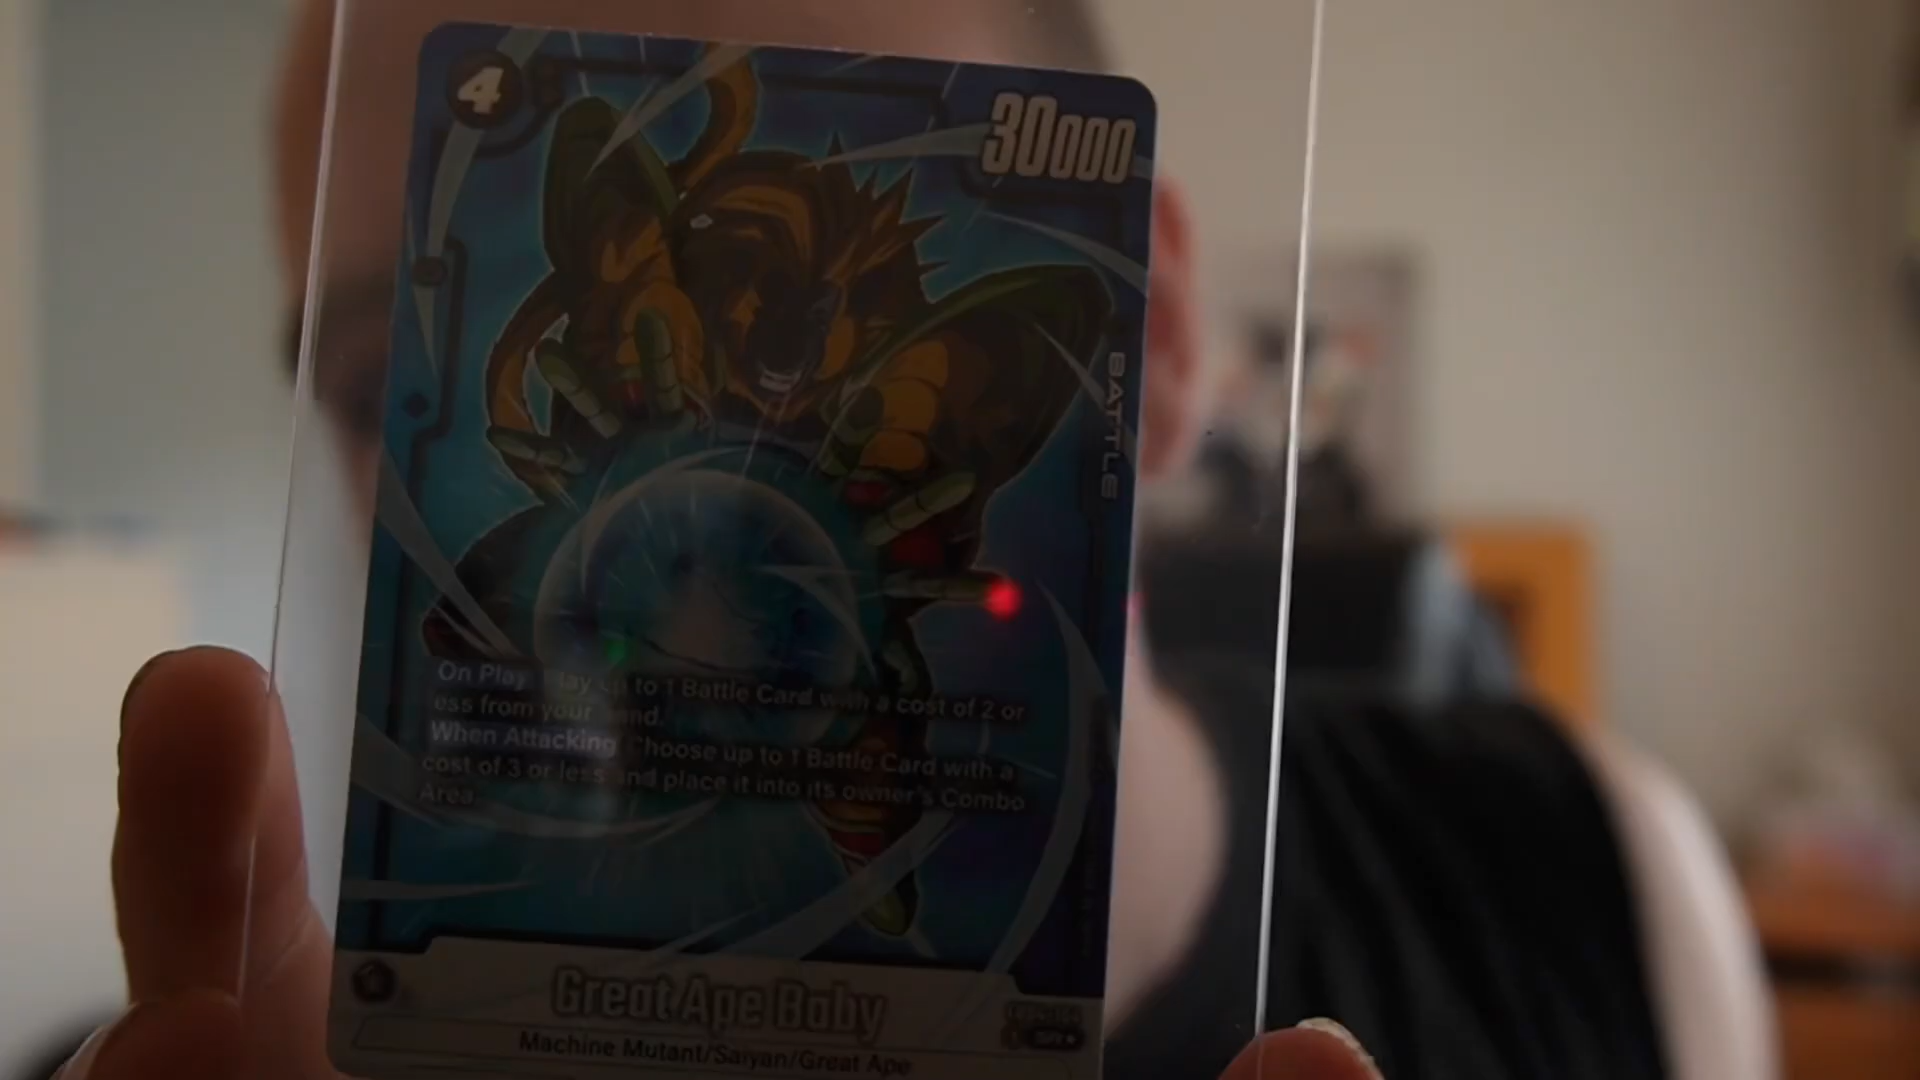 4
30000
BATTLE
On Play Play up to 1 Battle Card with a cost of 2 or
less from your hand.
When Attacking Choose up to 1 Battle Card with a
cost of 3 or less and place it into its owner's Combo
Area.
Great Ape Baby
Machine Mutant/Saiyan/Great Ape